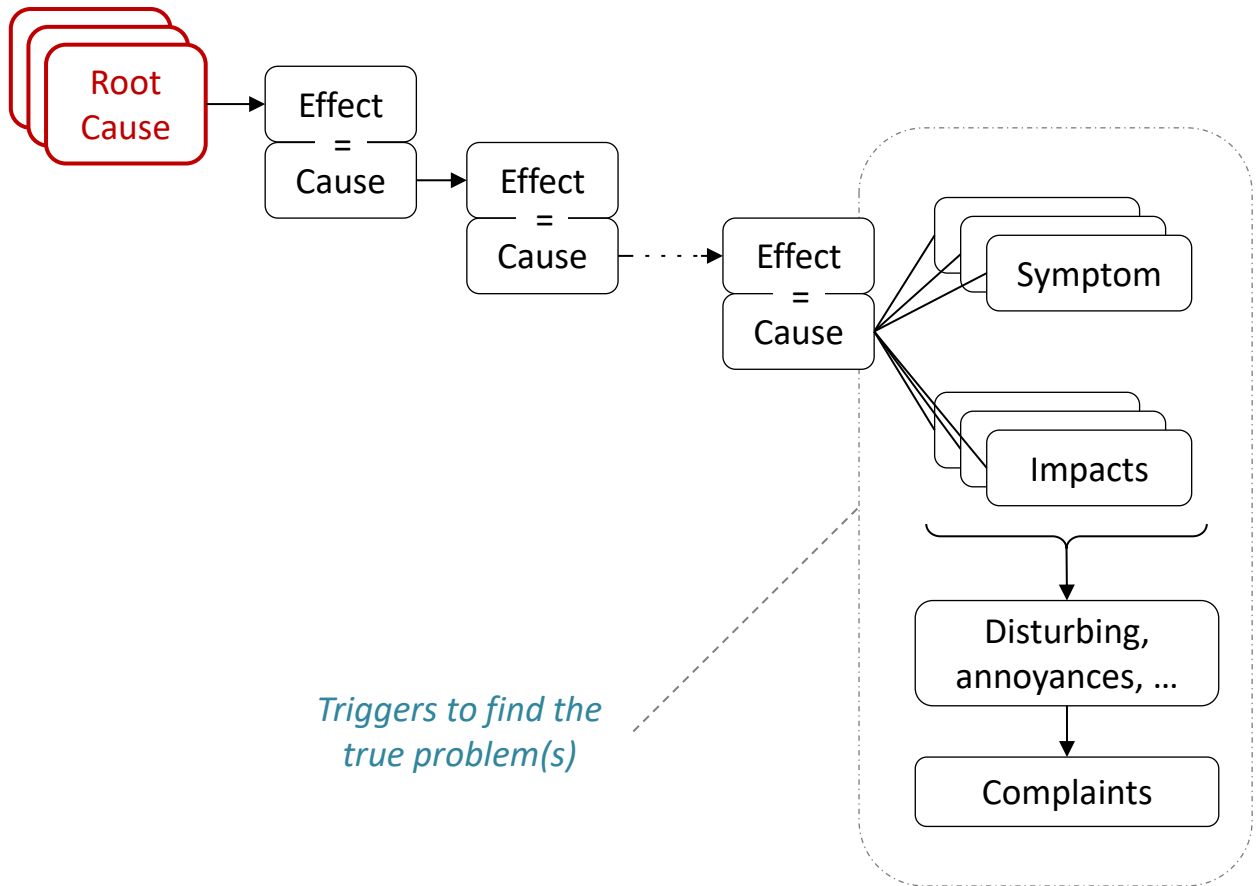 Root
Cause
Effect
=
Cause
Effect
=
Cause
Effect
=
Cause
Symptom
Impacts
Disturbing,
annoyances, ...
Complaints
Triggers to find the
true problem(s)